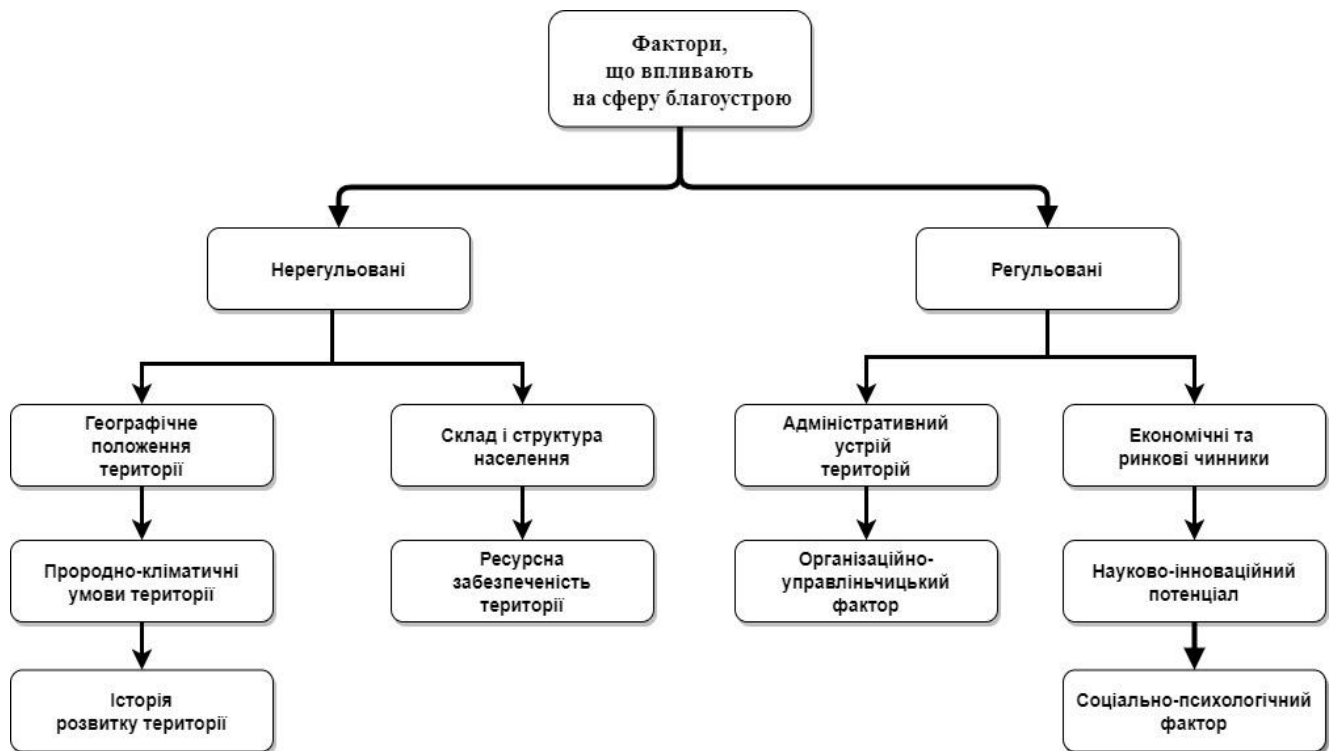 Фактори,
що впливають
на сферу благоустрою
Нерегульовані
Регульовані
Географічне
положення
території
Склад і структура
населення
Адміністративний
устрій
територій
Економічні та
ринкові чинники
Прородно-кліматичні
умови території
Ресурсна
забезпеченість
території
Організаційно-
управліньчицький
фактор
Науково-інноваційний
потенціал
Історія
розвитку території
Соціально-психологічний
фактор